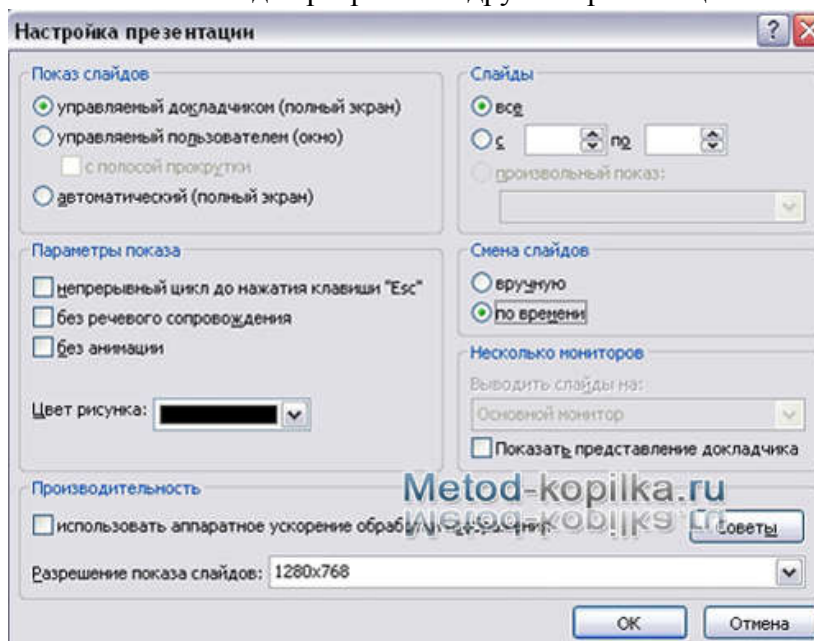 Настройка презентации
Показ слайдов
управляемый докладчиком (полный экран)
управляемый пользователем (окно)
с полосой прокрутки
автоматический (полный экран)
Слайды
все
с по
произвольный показ:
Параметры показа
непрерывный цикл до нажатия клавиши "Esc"
без речевого сопровождения
без анимации
Цвет рисунка:
Смена слайдов
вручную
по времени
Несколько мониторов
Выводить слайды на:
Основной монитор
Показать представление докладчика
Производительность
Metod-kopilka.ru
использовать аппаратное ускорение
Советы
Разрешение показа слайдов: 1280x768
ОК Отмена